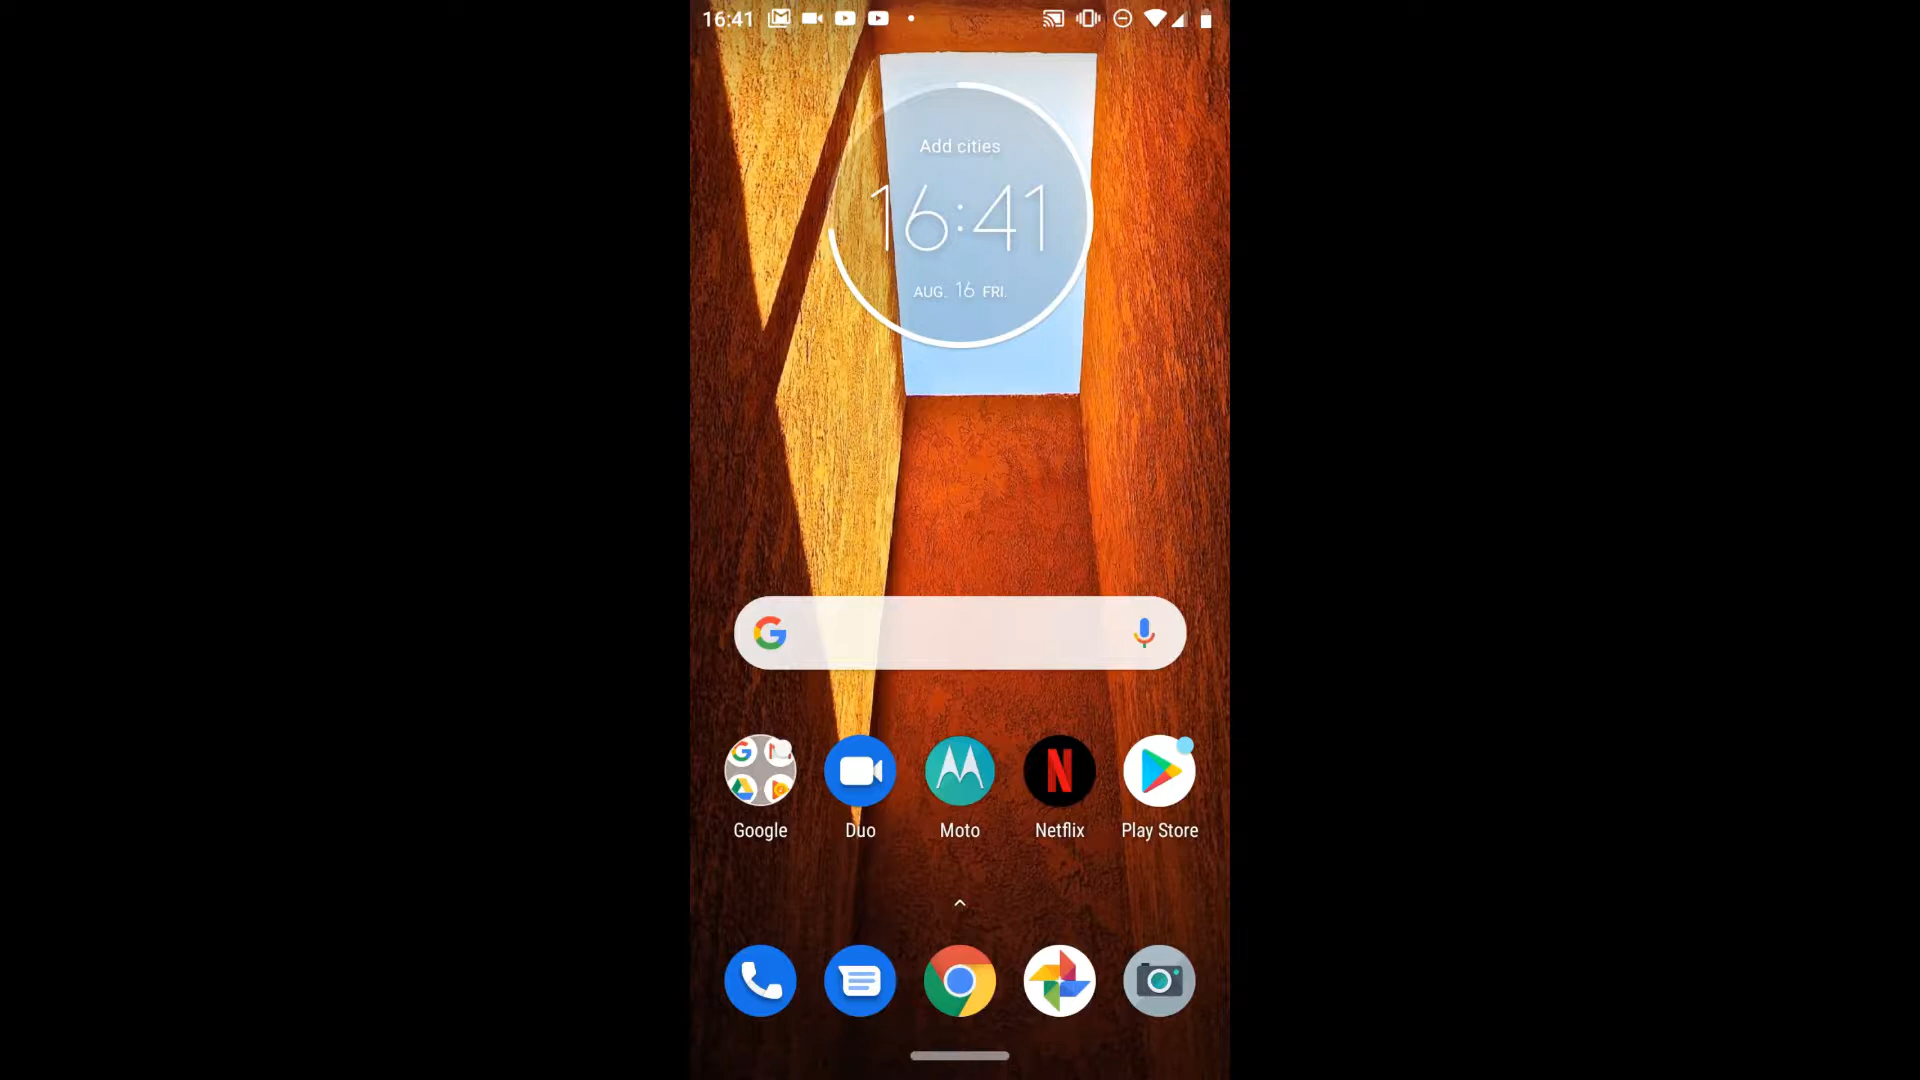 16:41
Add cities
16:41
AUG. 16 FRI.
Google Duo Moto Netflix Play Store